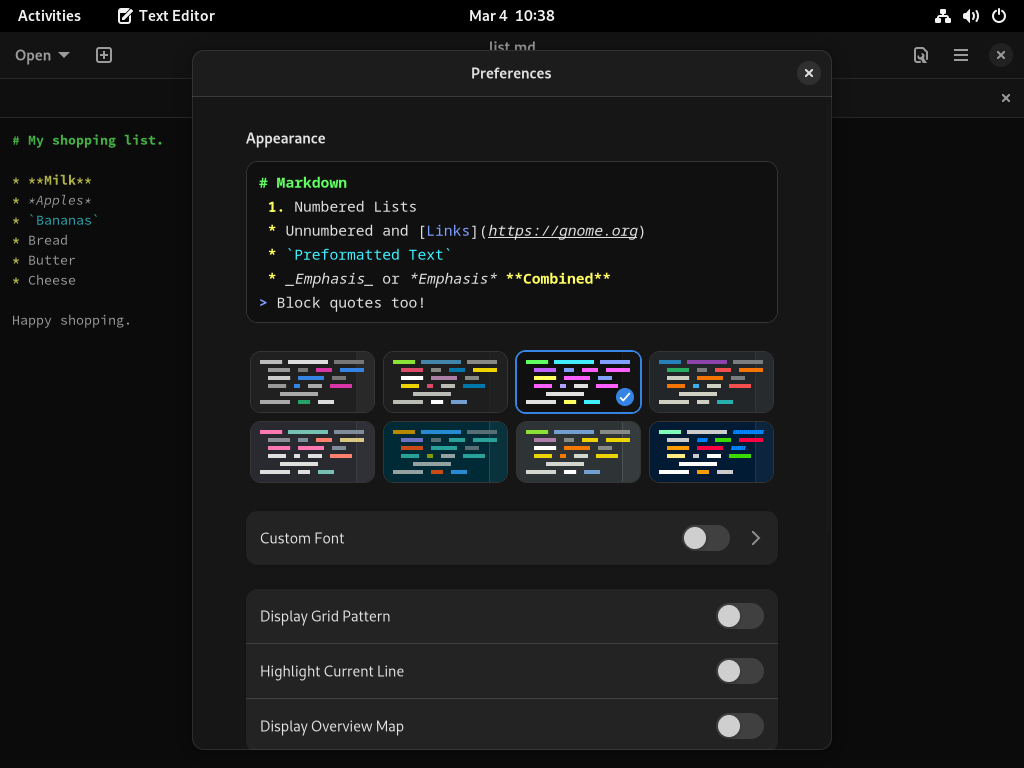 Activities
Text Editor
Mar 4 10:38
Open
list.md
Preferences
# My shopping list.
* **Milk**
* *Apples*
* `Bananas`
* Bread
* Butter
* Cheese
Happy shopping.
Appearance
# Markdown
1. Numbered Lists
* Unnumbered and [Links](https://gnome.org)
* `Preformatted Text`
* _Emphasis_ or *Emphasis* **Combined**
> Block quotes too!
Custom Font
Display Grid Pattern
Highlight Current Line
Display Overview Map